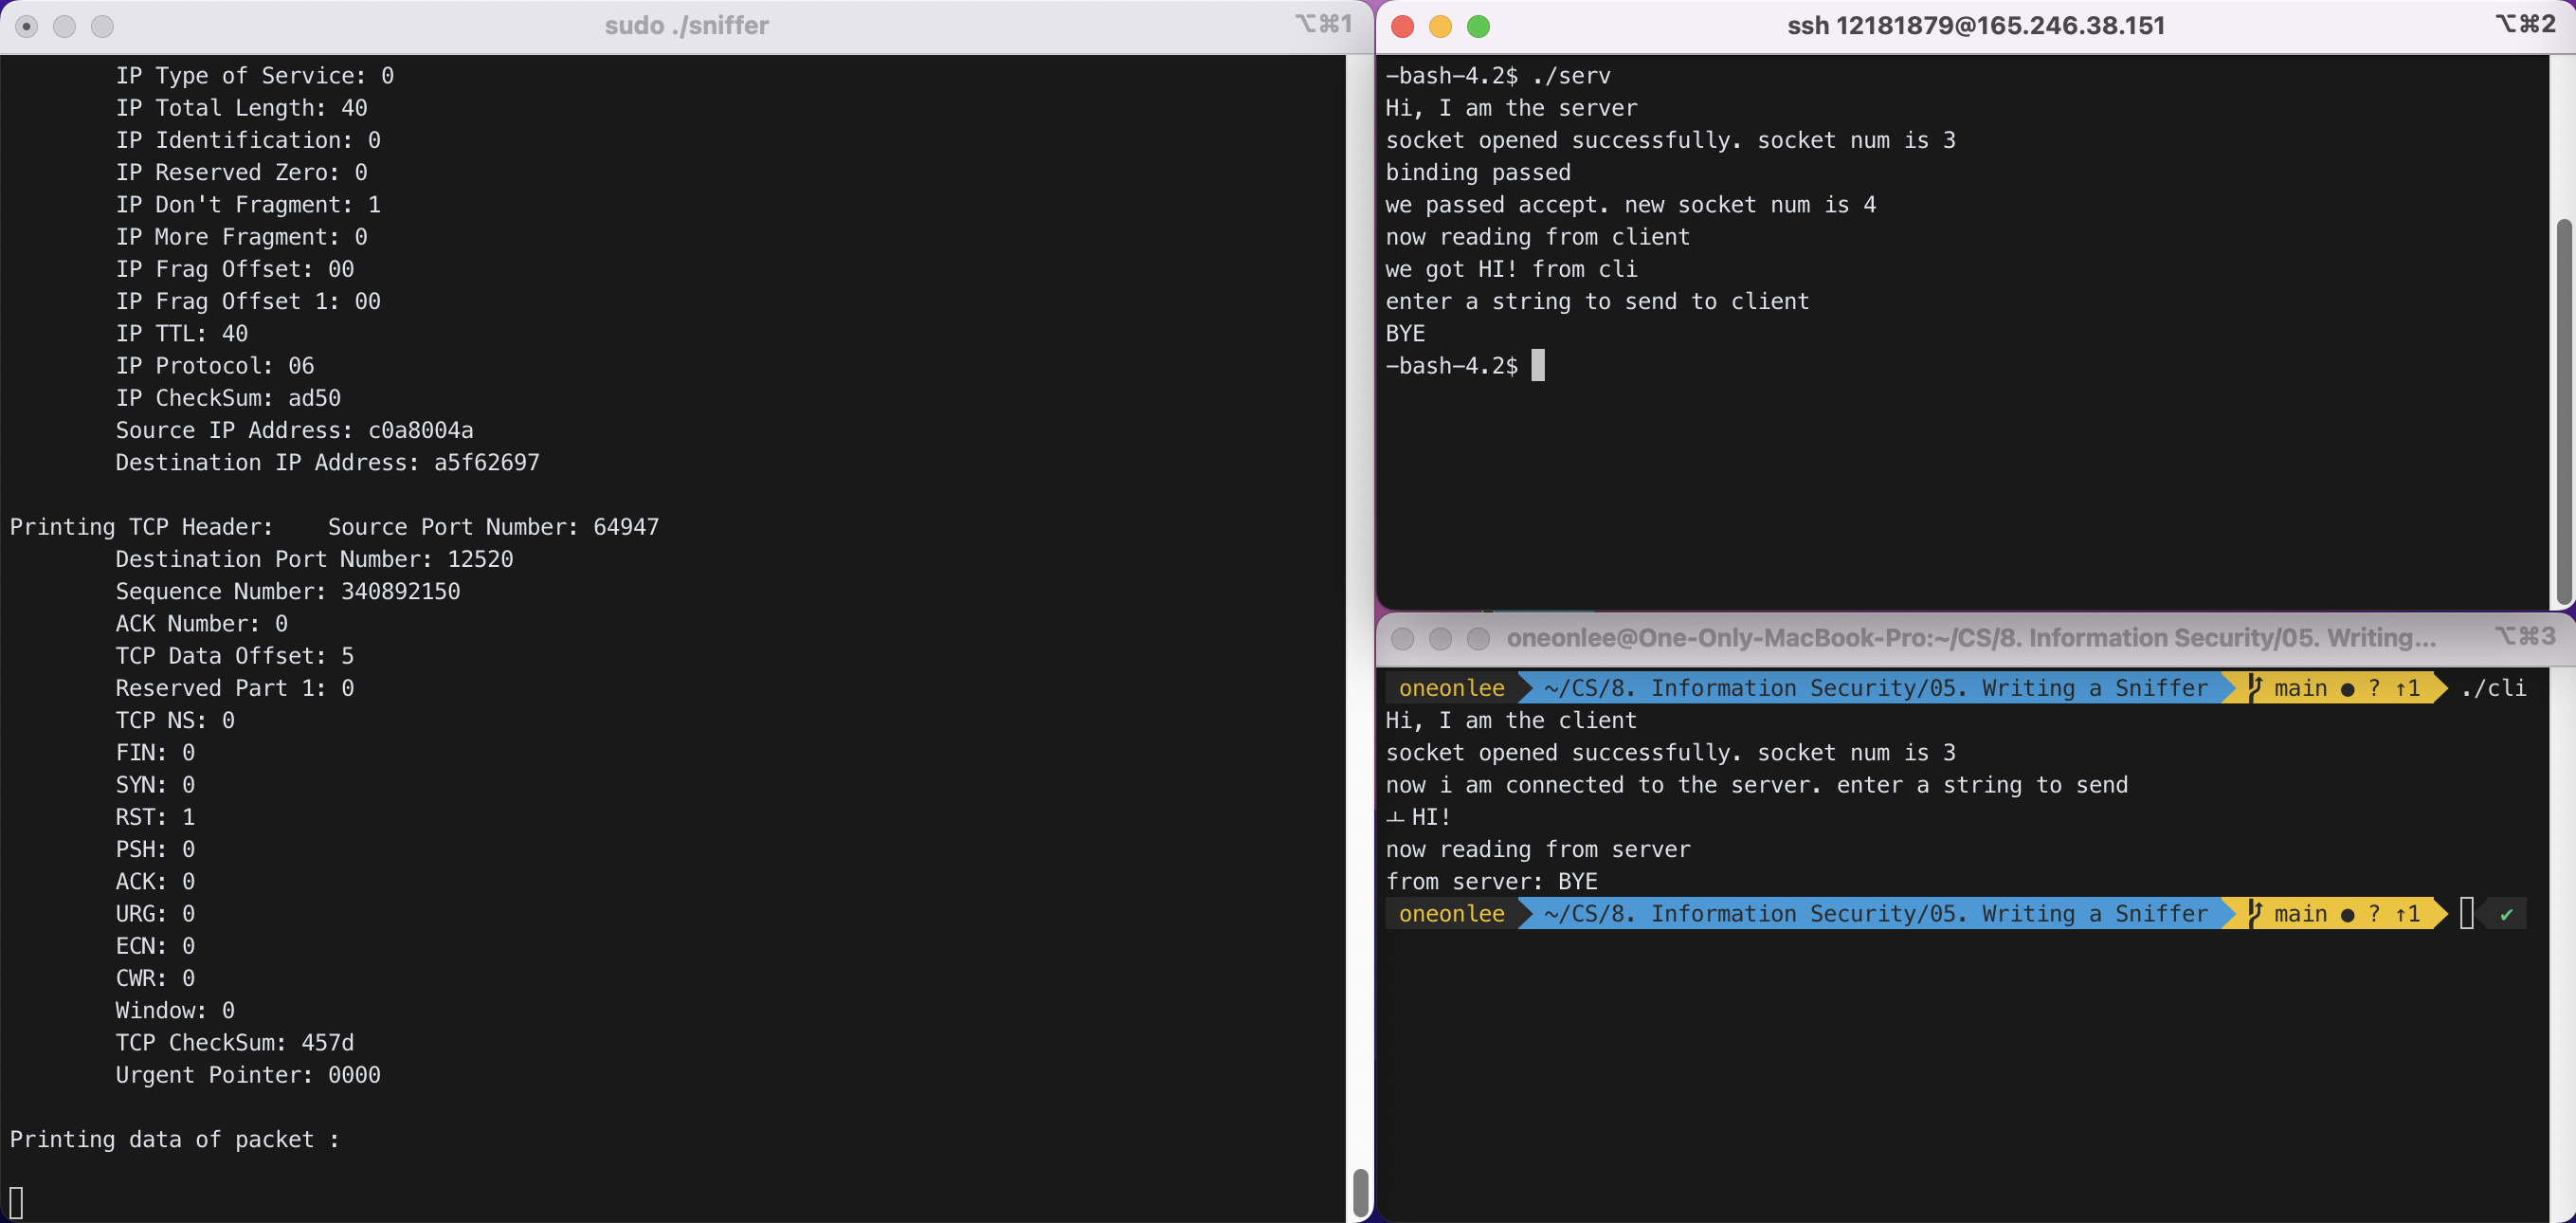 sudo ./sniffer
⌥⌘1
IP Type of Service: 0
IP Total Length: 40
IP Identification: 0
IP Reserved Zero: 0
IP Don't Fragment: 1
IP More Fragment: 0
IP Frag Offset: 00
IP Frag Offset 1: 00
IP TTL: 40
IP Protocol: 06
IP CheckSum: ad50
Source IP Address: c0a8004a
Destination IP Address: a5f62697
Printing TCP Header:    Source Port Number: 64947
Destination Port Number: 12520
Sequence Number: 340892150
ACK Number: 0
TCP Data Offset: 5
Reserved Part 1: 0
TCP NS: 0
FIN: 0
SYN: 0
RST: 1
PSH: 0
ACK: 0
URG: 0
ECN: 0
CWR: 0
Window: 0
TCP CheckSum: 457d
Urgent Pointer: 0000
Printing data of packet :
ssh 12181879@165.246.38.151
⌥⌘2
-bash-4.2$ ./serv
Hi, I am the server
socket opened successfully. socket num is 3
binding passed
we passed accept. new socket num is 4
now reading from client
we got HI! from cli
enter a string to send to client
BYE
-bash-4.2$
oneonlee@One-Only-MacBook-Pro:~/CS/8. Information Security/05. Writing...
⌥⌘3
oneonlee ~/CS/8. Information Security/05. Writing a Sniffer main ● ? ↑1 ./cli
Hi, I am the client
socket opened successfully. socket num is 3
now i am connected to the server. enter a string to send
ㅗHI!
now reading from server
from server: BYE
oneonlee ~/CS/8. Information Security/05. Writing a Sniffer main ● ? ↑1 ✔